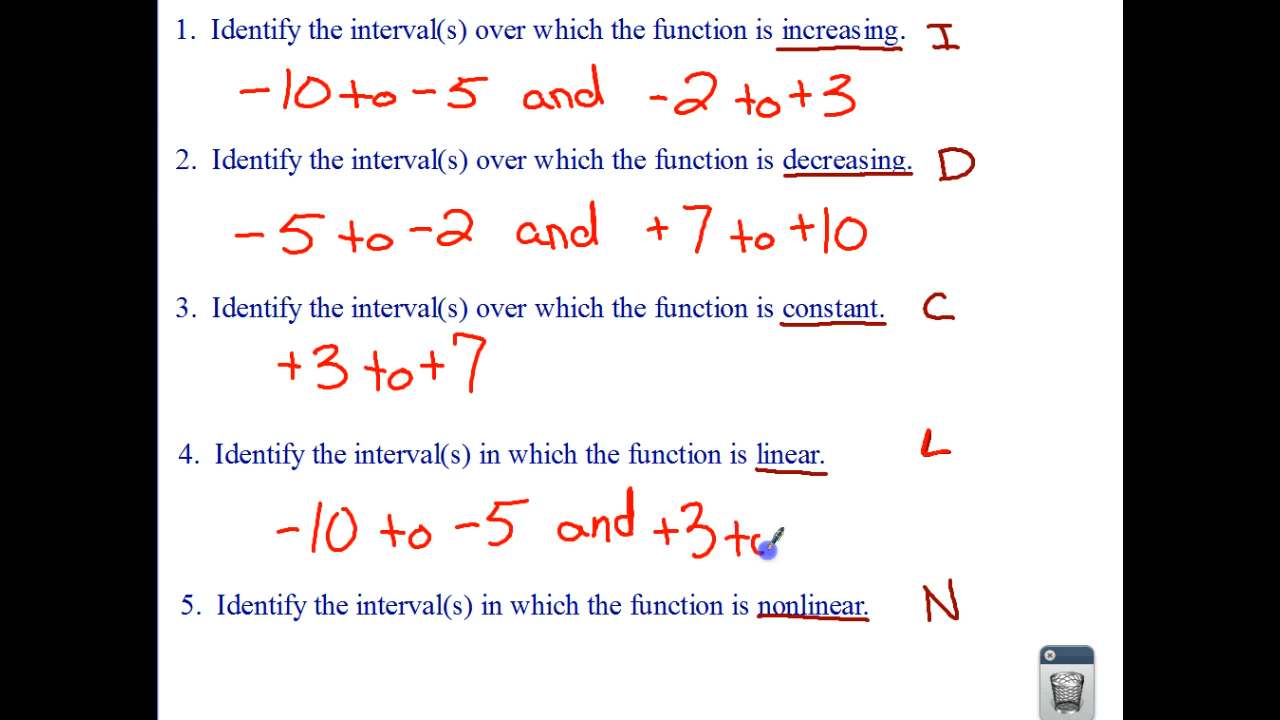 1. Identify the interval(s) over which the function is increasing. I
-10 to -5 and -2 to +3
2. Identify the interval(s) over which the function is decreasing. D
-5 to -2 and +7 to +10
3. Identify the interval(s) over which the function is constant. C
+3 to +7
4. Identify the interval(s) in which the function is linear. L
-10 to -5 and +3 to
5. Identify the interval(s) in which the function is nonlinear. N